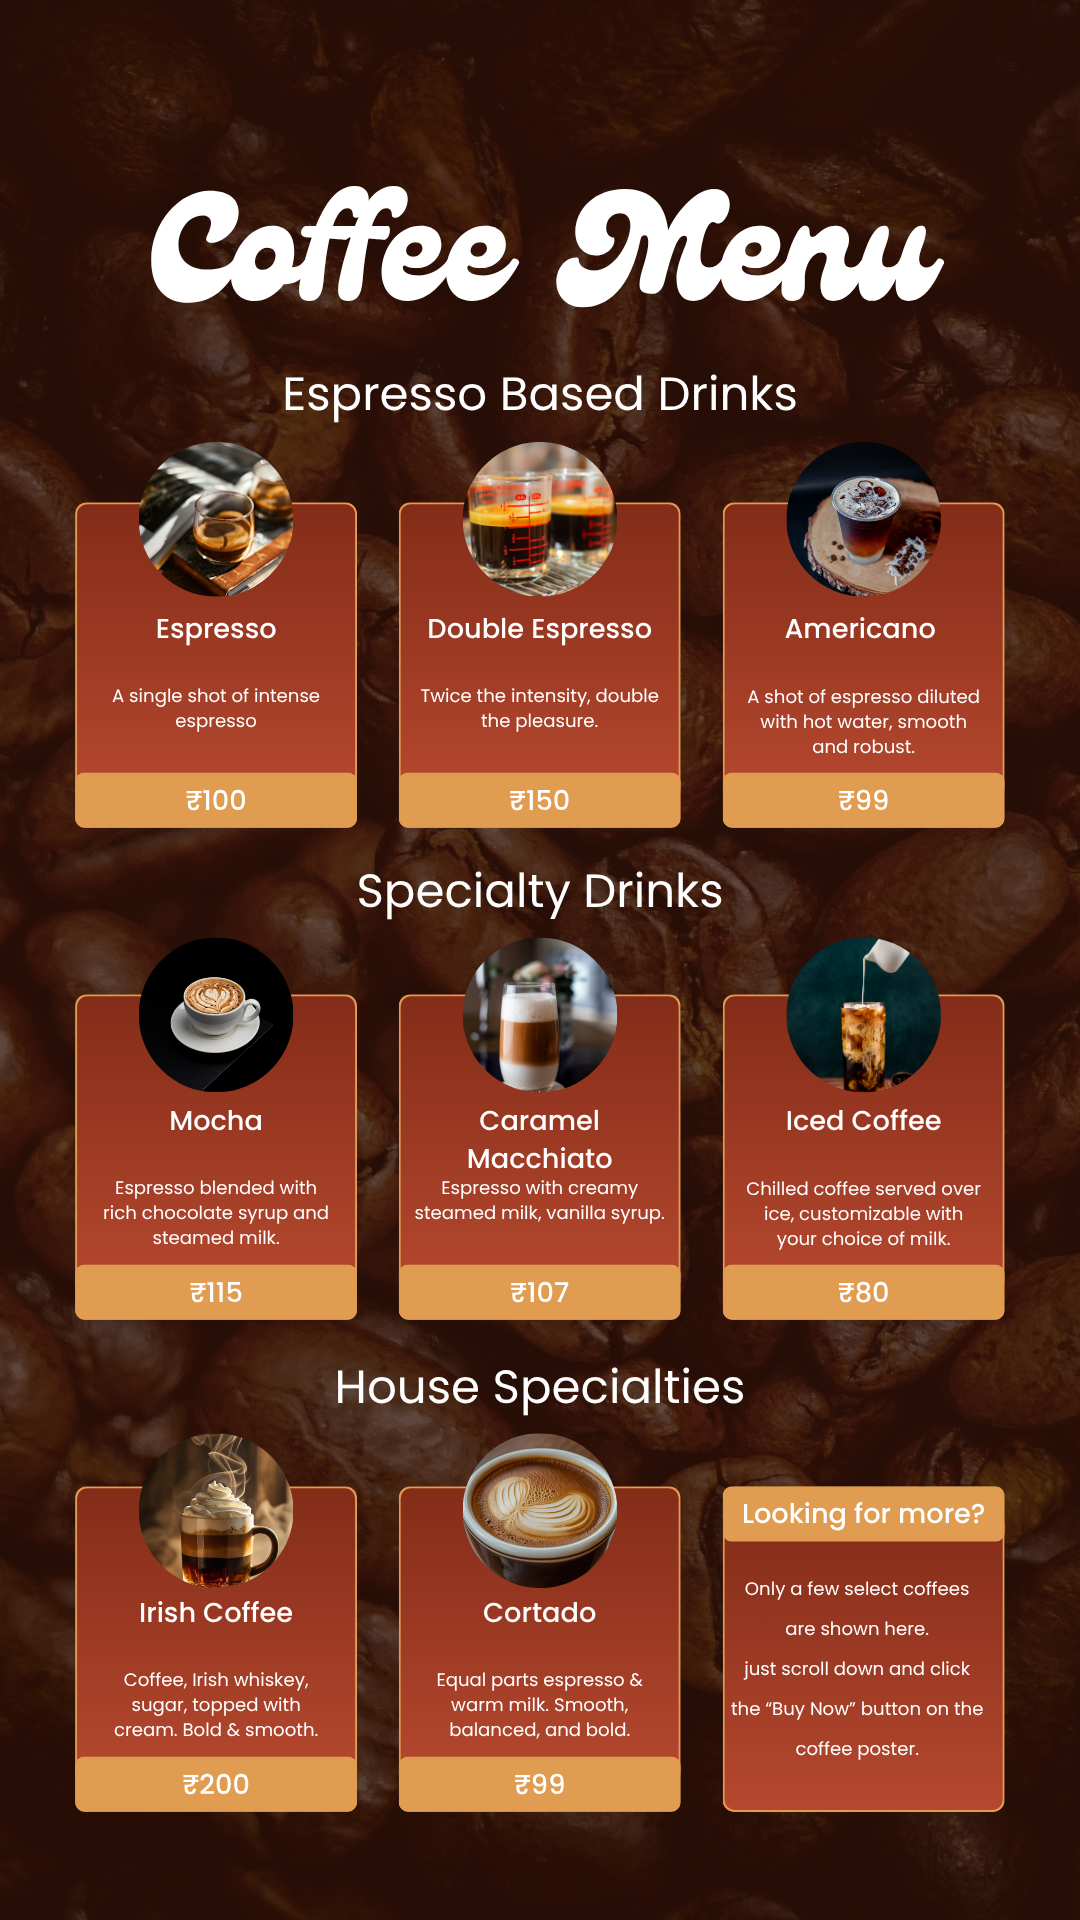 Coffee Menu
Espresso Based Drinks
Espresso
A single shot of intense
espresso
₹100
Double Espresso
Twice the intensity, double
the pleasure.
₹150
Americano
A shot of espresso diluted
with hot water, smooth
and robust.
₹99
Specialty Drinks
Mocha
Espresso blended with
rich chocolate syrup and
steamed milk.
₹115
Caramel
Macchiato
Espresso with creamy
steamed milk, vanilla syrup.
₹107
Iced Coffee
Chilled coffee served over
ice, customizable with
your choice of milk.
₹80
House Specialties
Irish Coffee
Coffee, Irish whiskey,
sugar, topped with
cream. Bold & smooth.
₹200
Cortado
Equal parts espresso &
warm milk. Smooth,
balanced, and bold.
₹99
Looking for more?
Only a few select coffees
are shown here.
just scroll down and click
the “Buy Now” button on the
coffee poster.